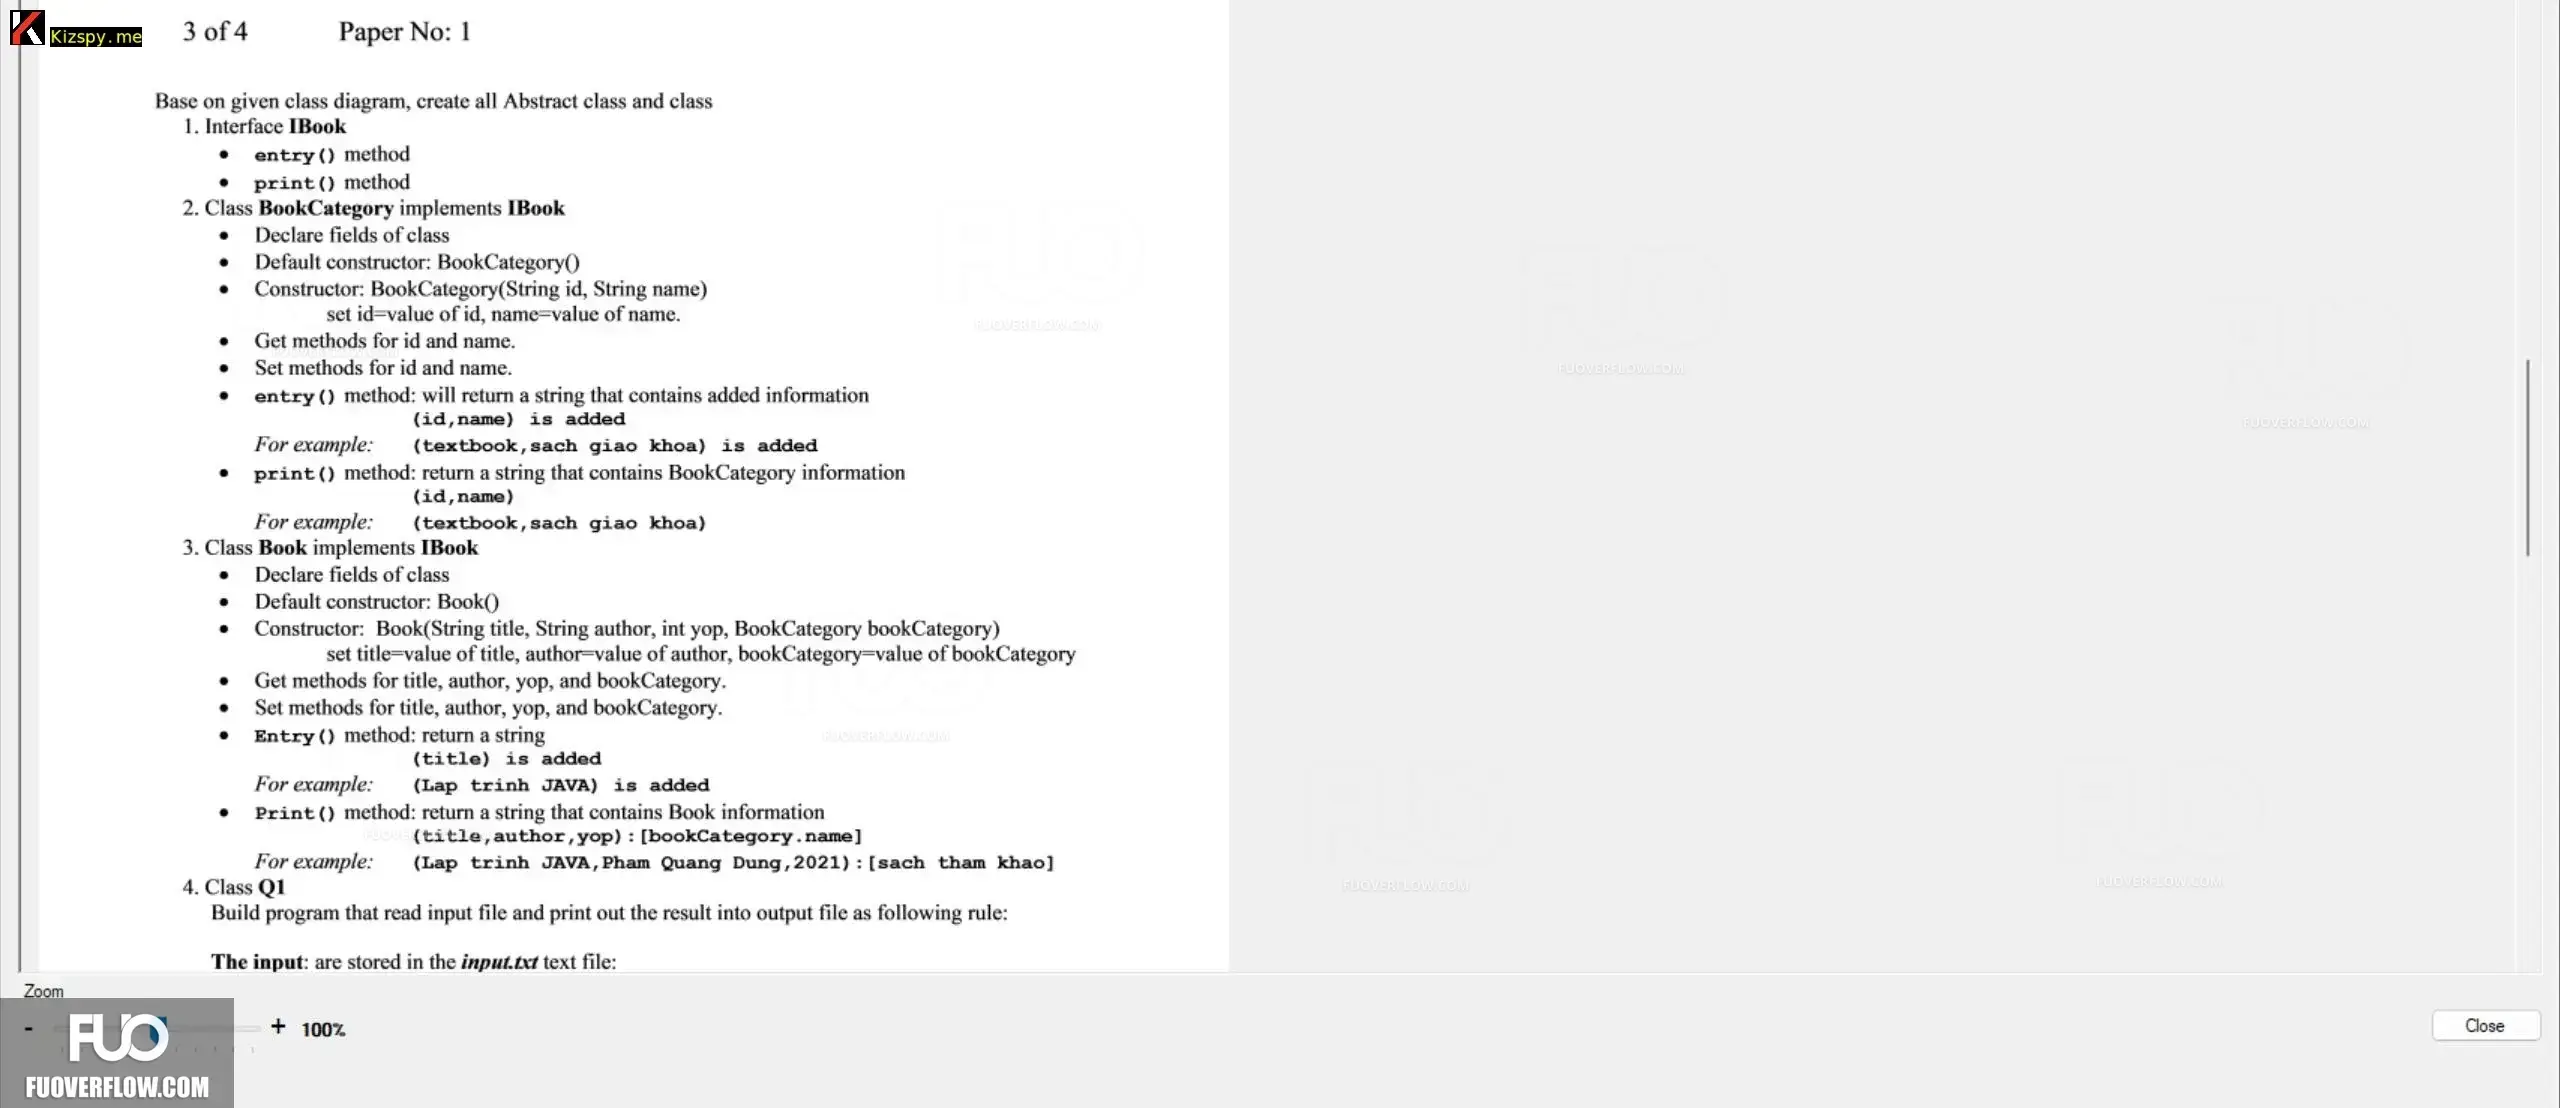 Kizspy.me
3 of 4 Paper No: 1
Base on given class diagram, create all Abstract class and class
1. Interface IBook
• entry() method
• print() method
2. Class BookCategory implements IBook
• Declare fields of class
• Default constructor: BookCategory()
• Constructor: BookCategory(String id, String name)
set id=value of id, name=value of name.
• Get methods for id and name.
• Set methods for id and name.
• entry() method: will return a string that contains added information
(id,name) is added
For example: (textbook,sach giao khoa) is added
• print() method: return a string that contains BookCategory information
(id,name)
For example: (textbook,sach giao khoa)
3. Class Book implements IBook
• Declare fields of class
• Default constructor: Book()
• Constructor: Book(String title, String author, int yop, BookCategory bookCategory)
set title=value of title, author=value of author, bookCategory=value of bookCategory
• Get methods for title, author, yop, and bookCategory.
• Set methods for title, author, yop, and bookCategory.
• Entry() method: return a string
(title) is added
For example: (Lap trinh JAVA) is added
• Print() method: return a string that contains Book information
(title,author,yop):[bookCategory.name]
For example: (Lap trinh JAVA,Pham Quang Dung,2021):[sach tham khao]
4. Class Q1
Build program that read input file and print out the result into output file as following rule:
The input: are stored in the input.txt text file:
FUOVERFLOW.COM
FUOVERFLOW.COM
FUOVERFLOW.COM
FUOVERFLOW.COM
FUOVERFLOW.COM
FUOVERFLOW.COM
Zoom
- + 100%
Close
FUO
FUOVERFLOW.COM